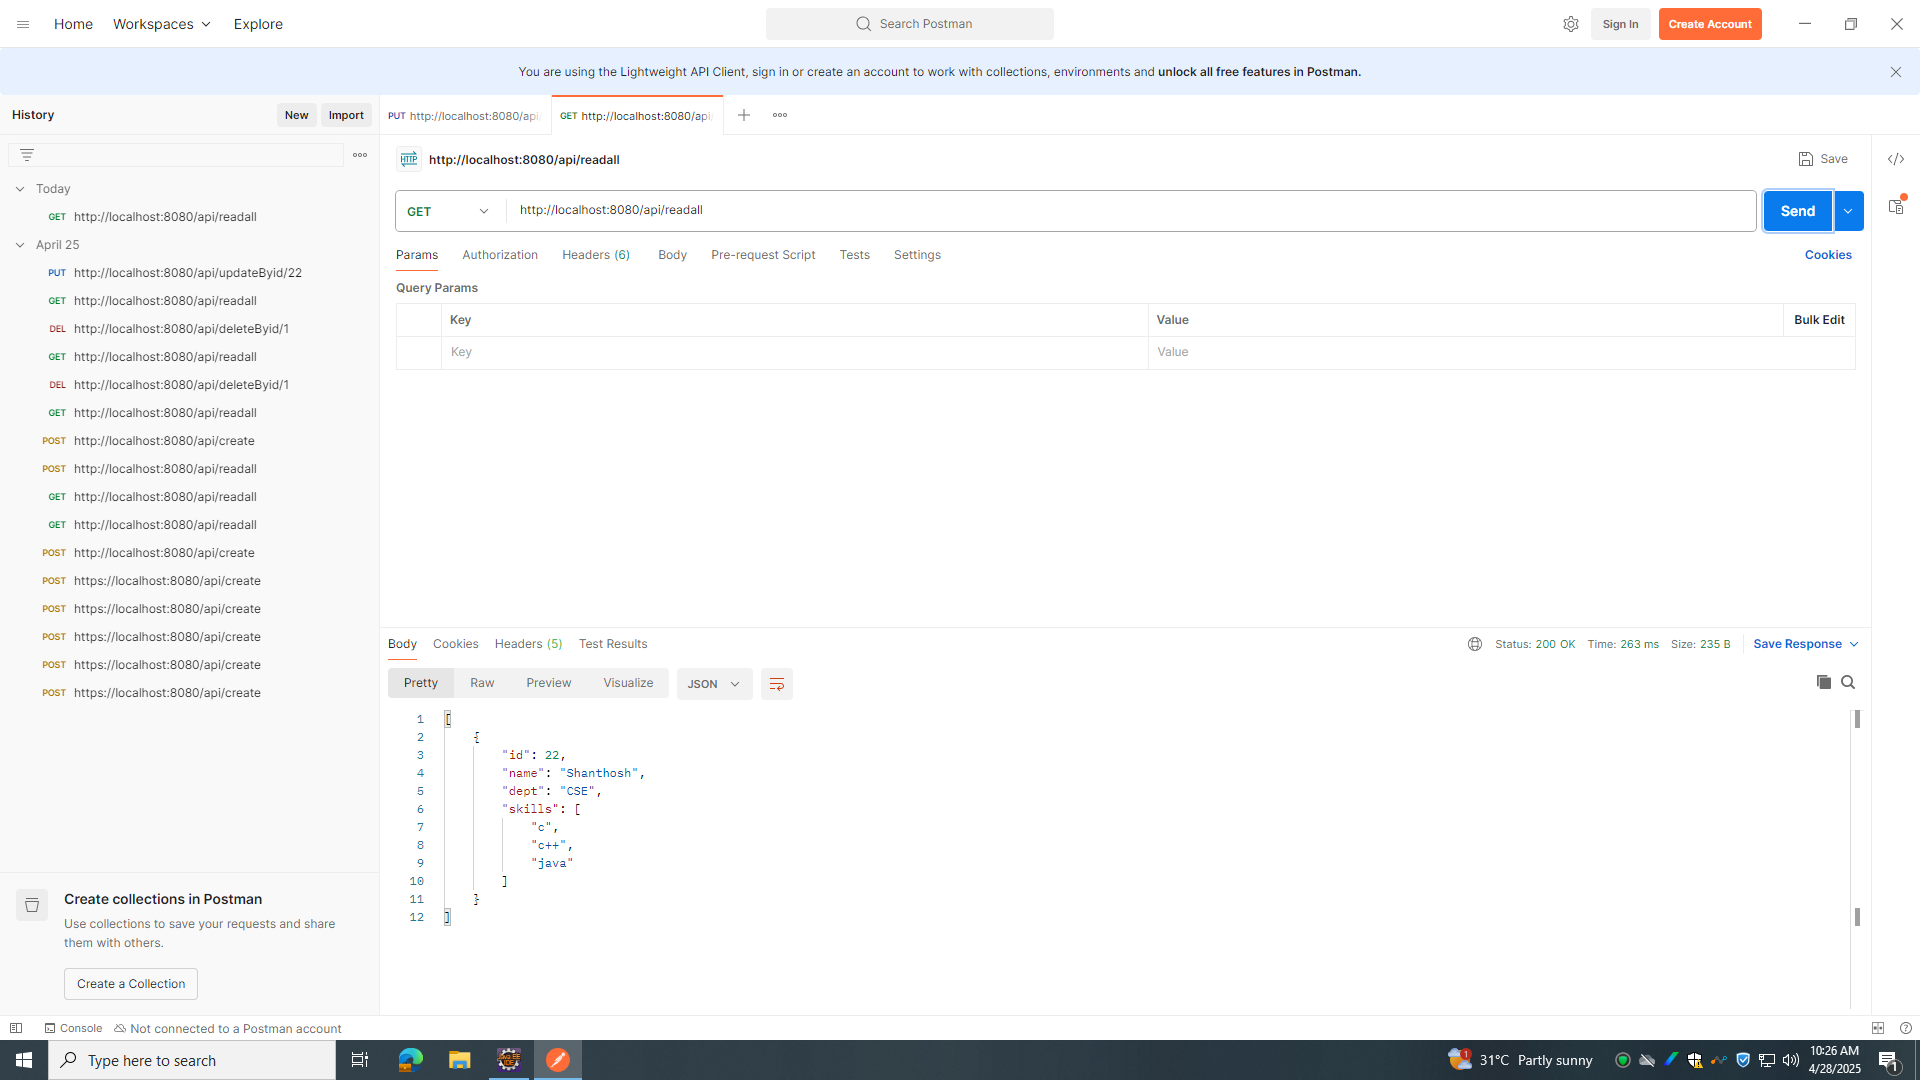 Home
Workspaces
Explore
Search Postman
Sign In
Create Account
You are using the Lightweight API Client, sign in or create an account to work with collections, environments and unlock all free features in Postman.
History
New
Import
PUT http://localhost:8080/api
GET http://localhost:8080/api
Today
GET http://localhost:8080/api/readall
April 25
PUT http://localhost:8080/api/updateByid/22
GET http://localhost:8080/api/readall
DEL http://localhost:8080/api/deleteByid/1
GET http://localhost:8080/api/readall
DEL http://localhost:8080/api/deleteByid/1
GET http://localhost:8080/api/readall
POST http://localhost:8080/api/create
POST http://localhost:8080/api/readall
GET http://localhost:8080/api/readall
GET http://localhost:8080/api/readall
POST http://localhost:8080/api/create
POST https://localhost:8080/api/create
POST https://localhost:8080/api/create
POST https://localhost:8080/api/create
POST https://localhost:8080/api/create
POST https://localhost:8080/api/create
Create collections in Postman
Use collections to save your requests and share
them with others.
Create a Collection
HTTP http://localhost:8080/api/readall
Save
GET
http://localhost:8080/api/readall
Send
Params
Authorization
Headers (6)
Body
Pre-request Script
Tests
Settings
Cookies
Query Params
Key
Value
Bulk Edit
Key
Value
Body
Cookies
Headers (5)
Test Results
Status: 200 OK
Time: 263 ms
Size: 235 B
Save Response
Pretty
Raw
Preview
Visualize
JSON
1 [
2 {
3 "id": 22,
4 "name": "Shanthosh",
5 "dept": "CSE",
6 "skills": [
7 "c",
8 "c++",
9 "java"
10 ]
11 }
12 ]
Console
Not connected to a Postman account
Type here to search
1
31°C Partly sunny
10:26 AM
4/28/2025
1